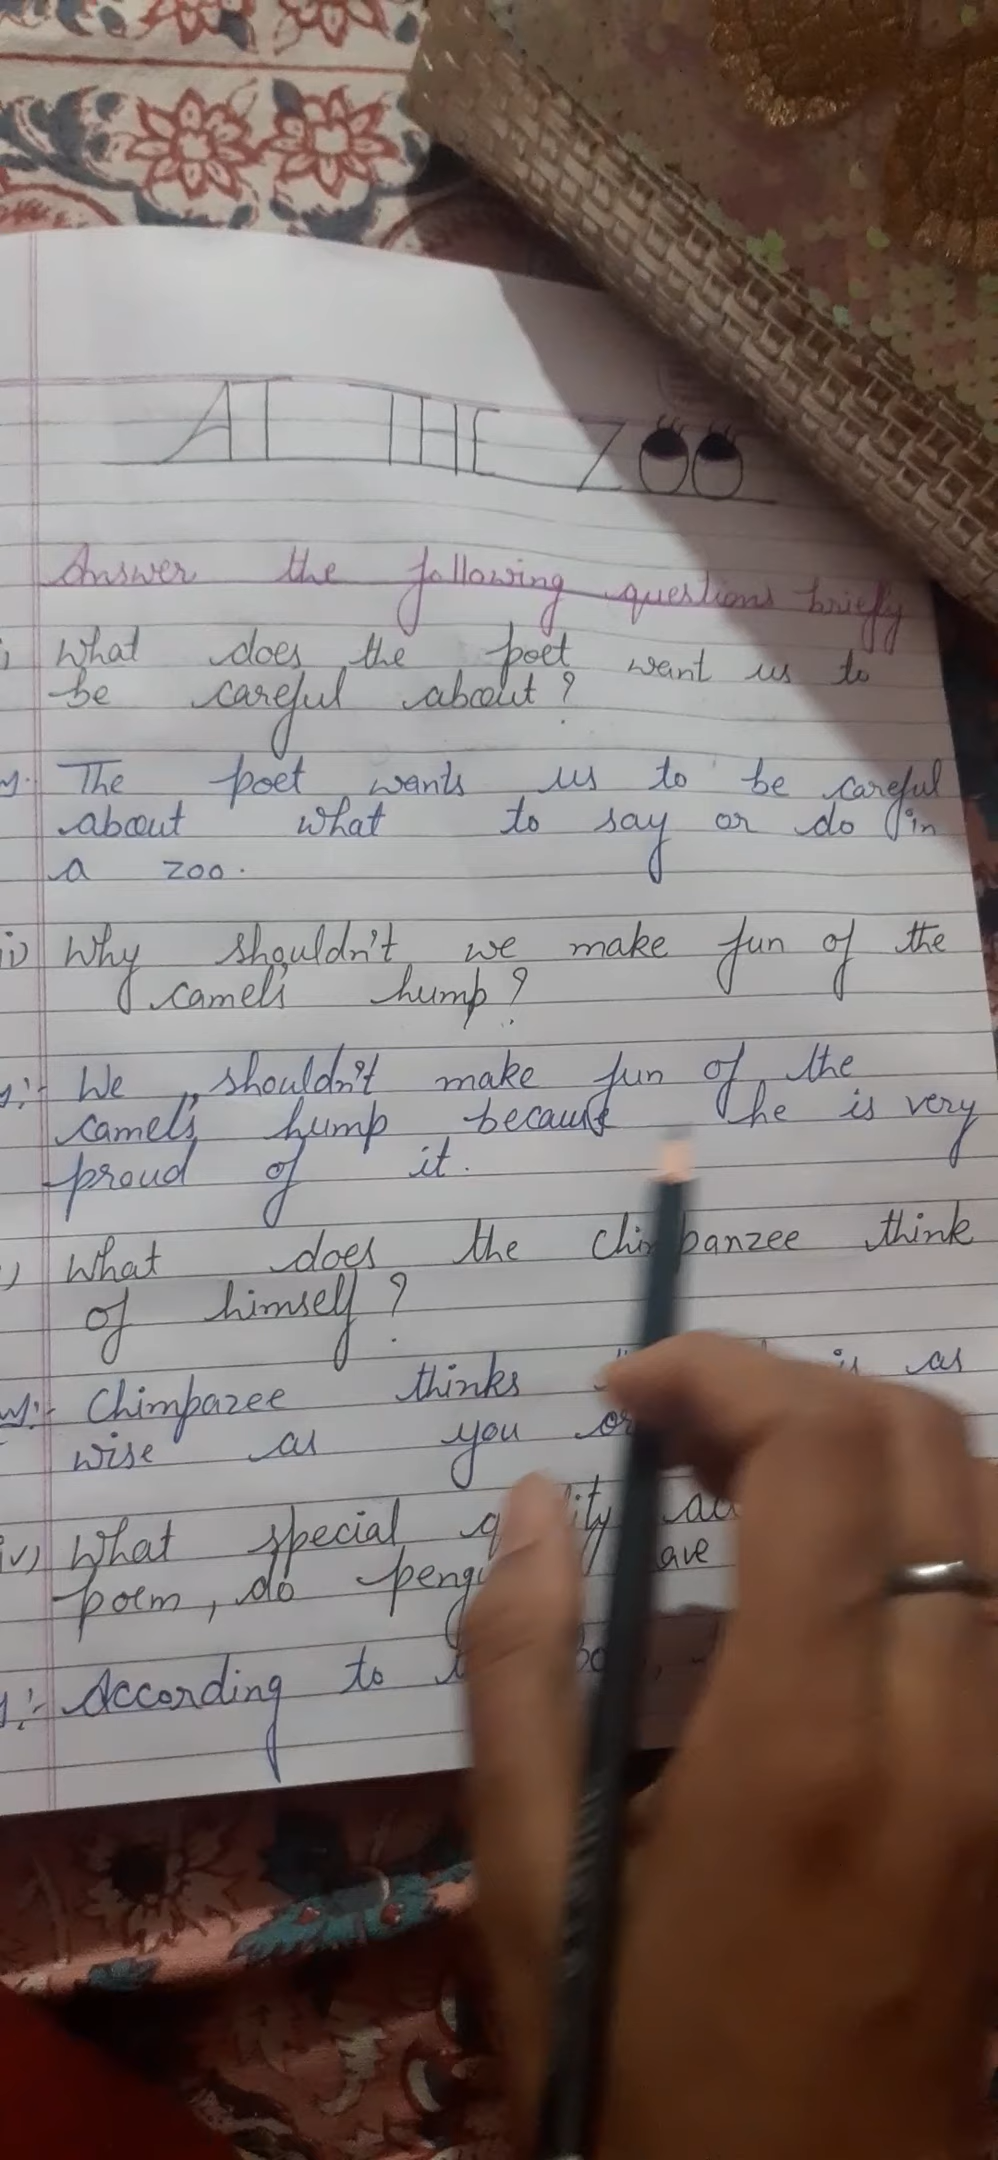 AT THE ZOO
Answer the following questions briefly
What does the poet want us to
be careful about?
The poet wants us to be careful
about what to say or do in
a zoo.
ii) Why shouldn't we make fun of the
camel's hump?
We shouldn't make fun of the
camel's hump because he is very
proud of it.
What does the think
of himself?
Chimpazee thinks is as
wise as you or
iv) What special
poem, do
According to